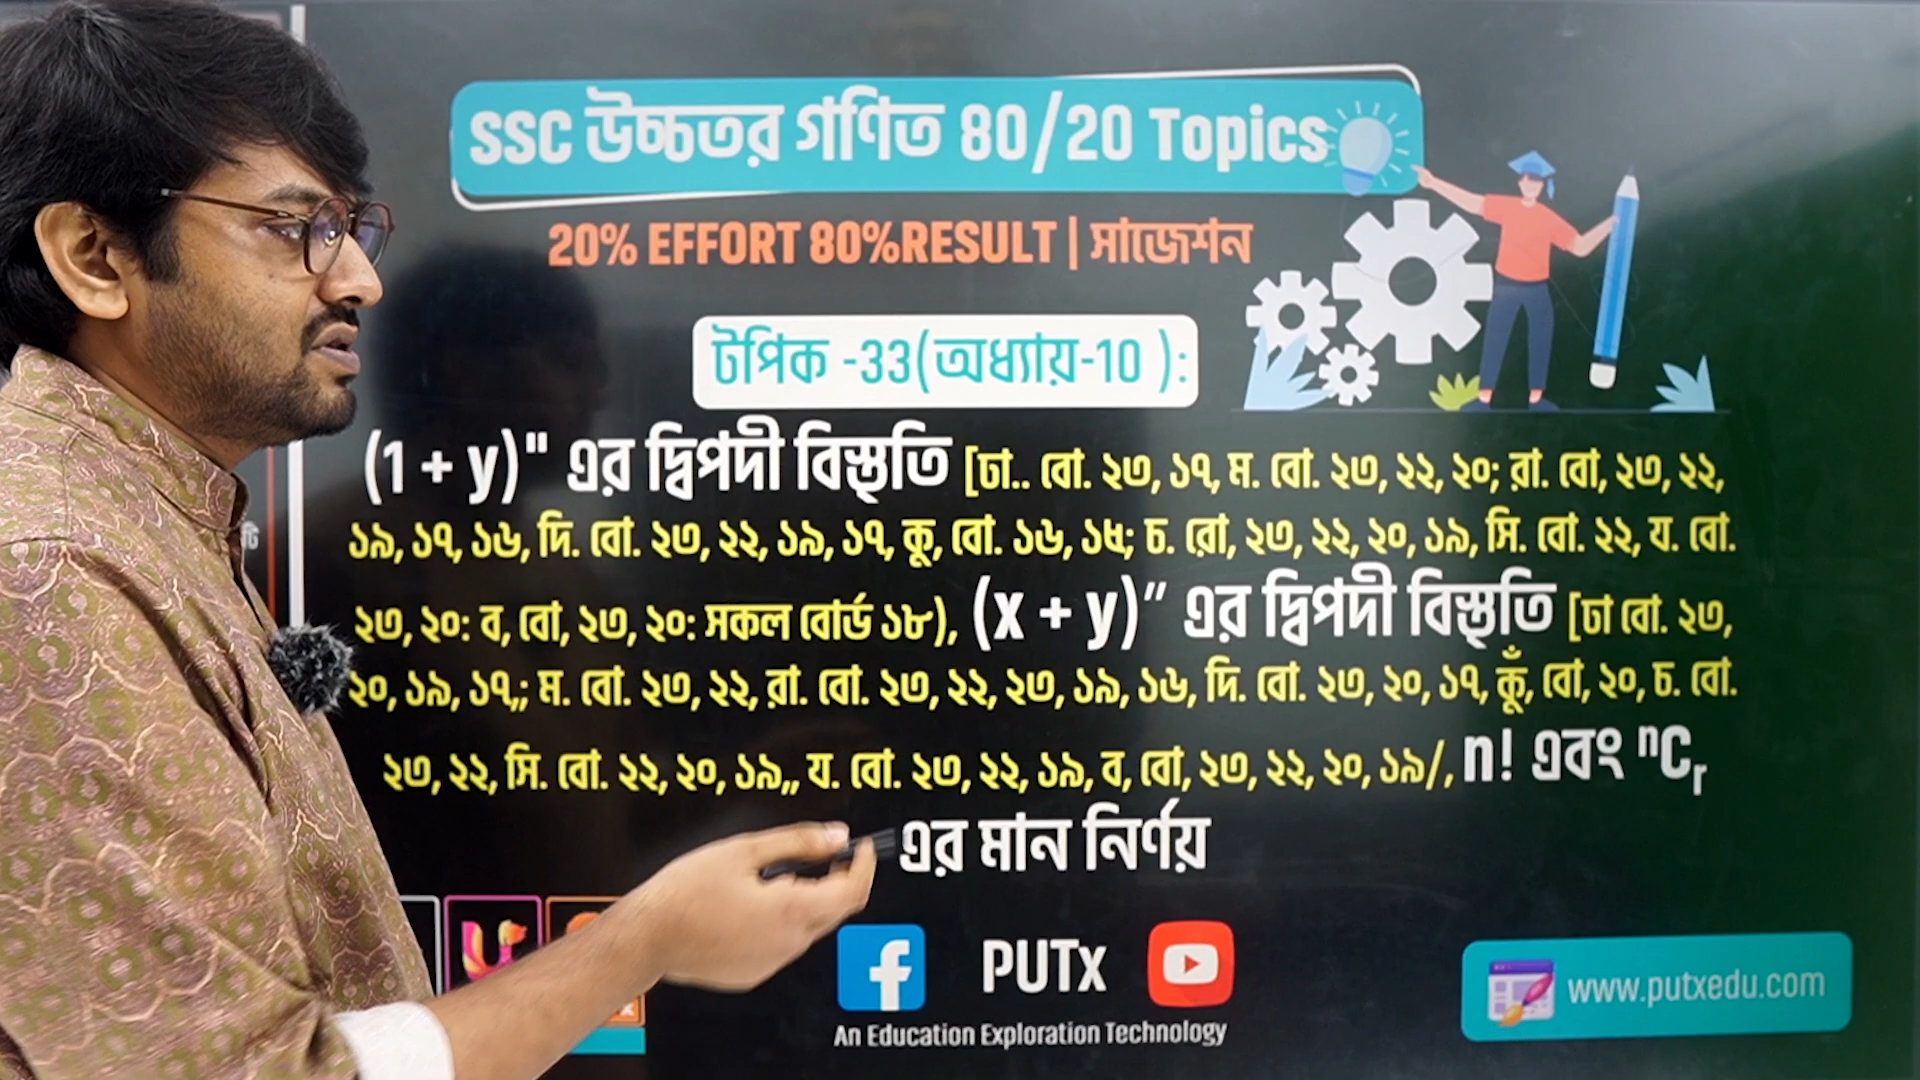 SSC উচ্চতর গণিত 80/20 Topics
20% EFFORT 80%RESULT | সাজেশন
টপিক -33(অধ্যায়-10 ):
(1 + y)" এর দ্বিপদী বিস্তৃতি [ঢা.. বো. ২৩, ১৭, ম. বো. ২৩, ২২, ২০; রা. বো, ২৩, ২২,
১৯, ১৭, ১৬, দি. বো. ২৩, ২২, ১৯, ১৭, কু, বো. ১৬, ১৫; চ. রো, ২৩, ২২, ২০, ১৯, সি. বো. ২২, য. বো.
২৩, ২০: ব, বো, ২৩, ২০: সকল বোর্ড ১৮), (x + y)” এর দ্বিপদী বিস্তৃতি [ঢা বো. ২৩,
২০, ১৯, ১৭,; ম. বো. ২৩, ২২, রা. বো. ২৩, ২২, ২৩, ১৯, ১৬, দি. বো. ২৩, ২০, ১৭, কুঁ, বো, ২০, চ. বো.
২৩, ২২, সি. বো. ২২, ২০, ১৯,, য. বো. ২৩, ২২, ১৯, ব, বো, ২৩, ২২, ২০, ১৯/, n! এবং ⁿCᵣ
এর মান নির্ণয়
PUTx
An Education Exploration Technology
www.putxedu.com